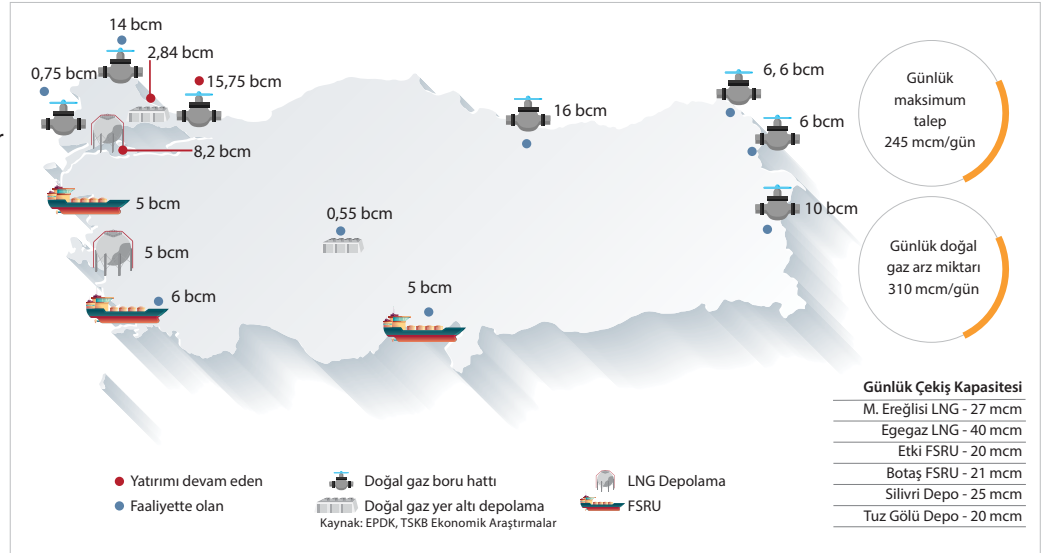 14 bcm
2,84 bcm
0,75 bcm
15,75 bcm
6, 6 bcm
16 bcm
6 bcm
8,2 bcm
5 bcm
0,55 bcm
10 bcm
5 bcm
6 bcm
5 bcm
Günlük
maksimum
talep
245 mcm/gün
Günlük doğal
gaz arz miktarı
310 mcm/gün
Günlük Çekiş Kapasitesi
M. Ereğlisi LNG - 27 mcm
Egegaz LNG - 40 mcm
Etki FSRU - 20 mcm
Botaş FSRU - 21 mcm
Silivri Depo - 25 mcm
Tuz Gölü Depo - 20 mcm
Yatırımı devam eden
Faaliyette olan
Doğal gaz boru hattı
Doğal gaz yer altı depolama
LNG Depolama
FSRU
Kaynak: EPDK, TSKB Ekonomik Araştırmalar